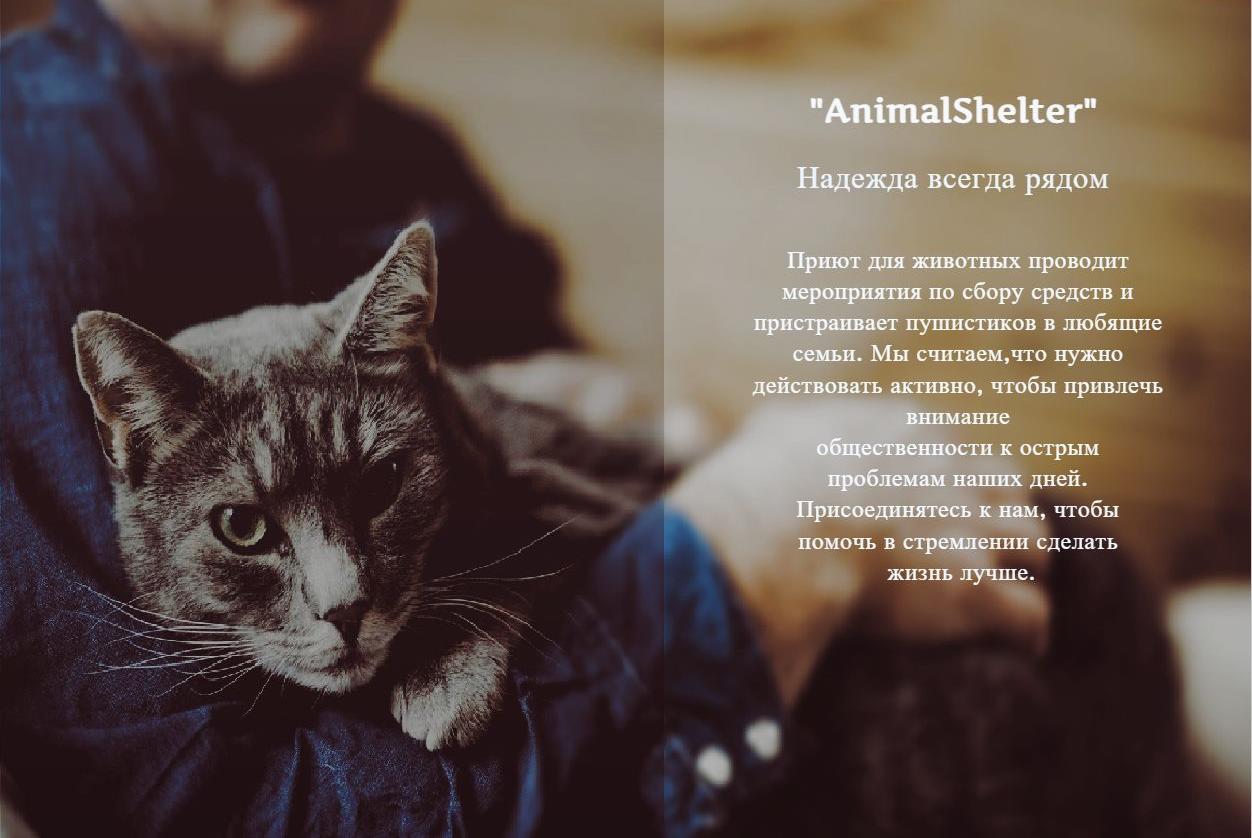 "AnimalShelter"
Надежда всегда рядом
Приют для животных проводит
мероприятия по сбору средств и
пристраивает пушистиков в любящие
семьи. Мы считаем,что нужно
действовать активно, чтобы привлечь
внимание
общественности к острым
проблемам наших дней.
Присоединятесь к нам, чтобы
помочь в стремлении сделать
жизнь лучше.